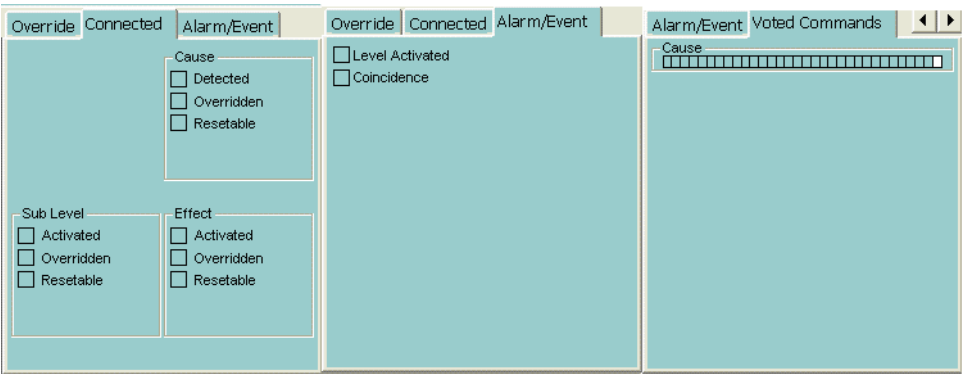 Override Connected Alarm/Event
Cause
Detected
Overridden
Resetable
Sub Level
Activated
Overridden
Resetable
Effect
Activated
Overridden
Resetable
Override Connected Alarm/Event
Level Activated
Coincidence
Alarm/Event Voted Commands
Cause